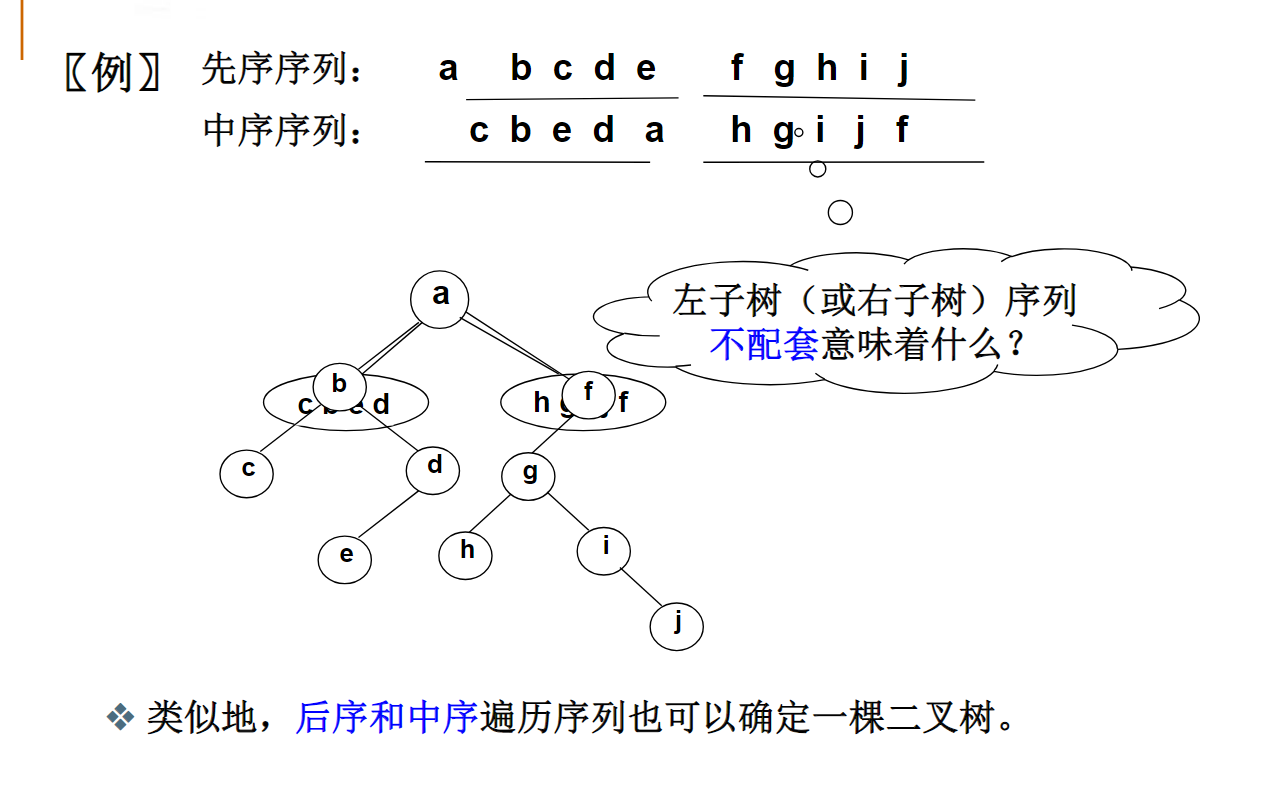 〖例〗 先序序列： a b c d e f g h i j
中序序列： c b e d a h g i j f
左子树（或右子树）序列
不配套意味着什么？
a
b
f
c b e d
h g j f
c
d
g
e
h
i
j
❖ 类似地，后序和中序遍历序列也可以确定一棵二叉树。